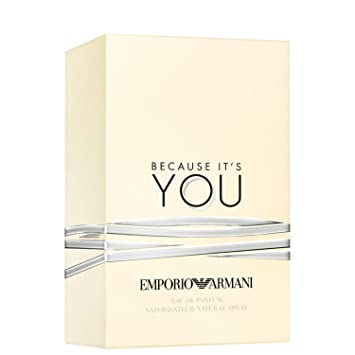 BECAUSE IT'S
YOU
EMPORIO ARMANI
EAU DE PARFUM
VAPORISATEUR NATURAL SPRAY